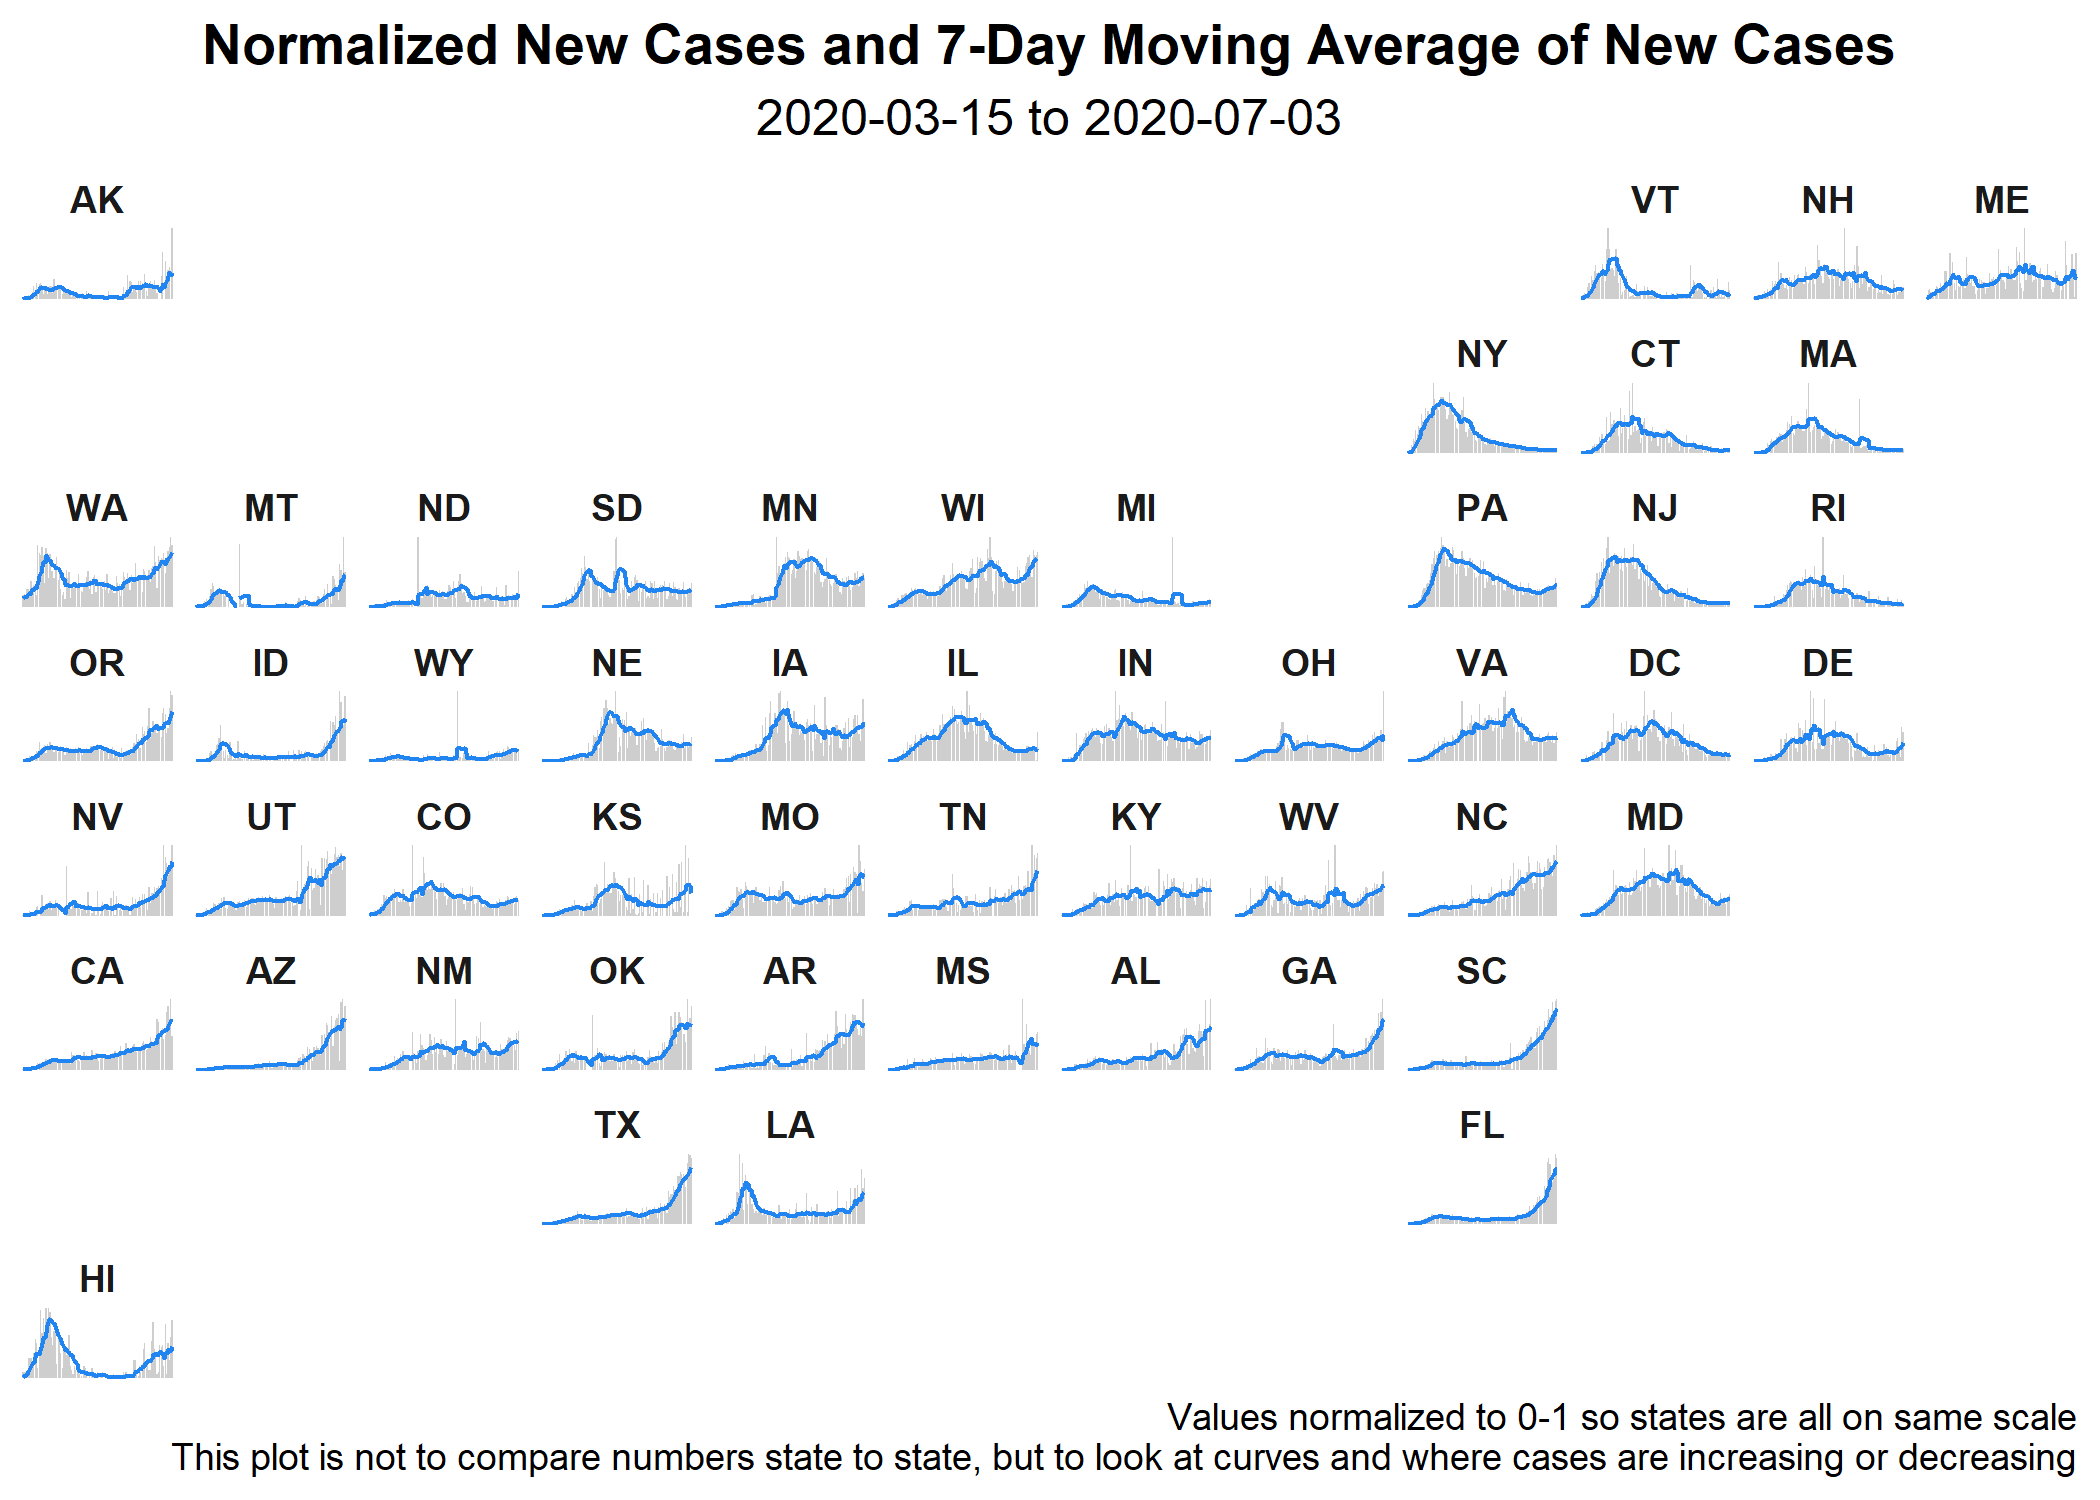 Normalized New Cases and 7-Day Moving Average of New Cases
2020-03-15 to 2020-07-03
AK VT NH ME
NY CT MA
WA MT ND SD MN WI MI PA NJ RI
OR ID WY NE IA IL IN OH VA DC DE
NV UT CO KS MO TN KY WV NC MD
CA AZ NM OK AR MS AL GA SC
TX LA FL
HI
Values normalized to 0-1 so states are all on same scale
This plot is not to compare numbers state to state, but to look at curves and where cases are increasing or decreasing